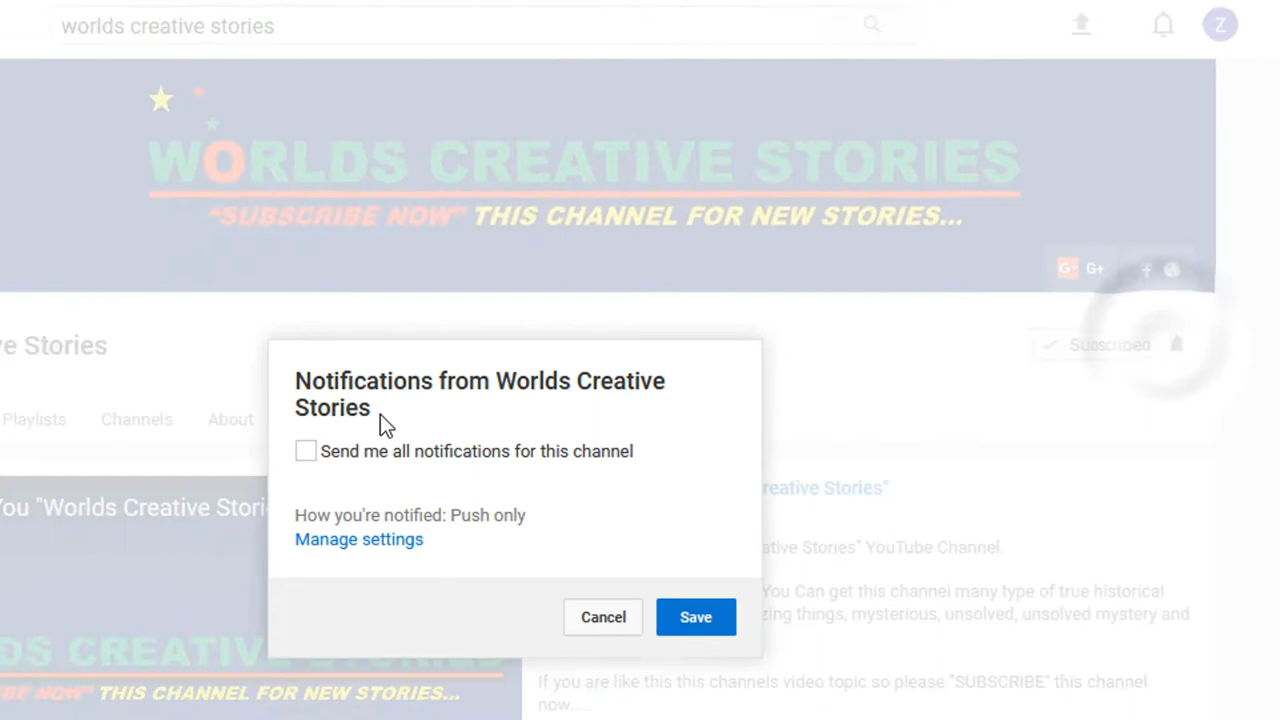 worlds creative stories
Z
WORLDS CREATIVE STORIES
"SUBSCRIBE NOW" THIS CHANNEL FOR NEW STORIES...
G+ G+
e Stories
Subscribed
Notifications from Worlds Creative
Stories
Playlists Channels About
Send me all notifications for this channel
You "Worlds Creative Stori
reative Stories"
How you're notified: Push only
Manage settings
ative Stories" YouTube Channel.
You Can get this channel many type of true historical
zing things, mysterious, unsolved, unsolved mystery and
Cancel Save
DS CREATIVE STORIES
BE NOW" THIS CHANNEL FOR NEW STORIES...
If you are like this this channels video topic so please "SUBSCRIBE" this channel
now.....